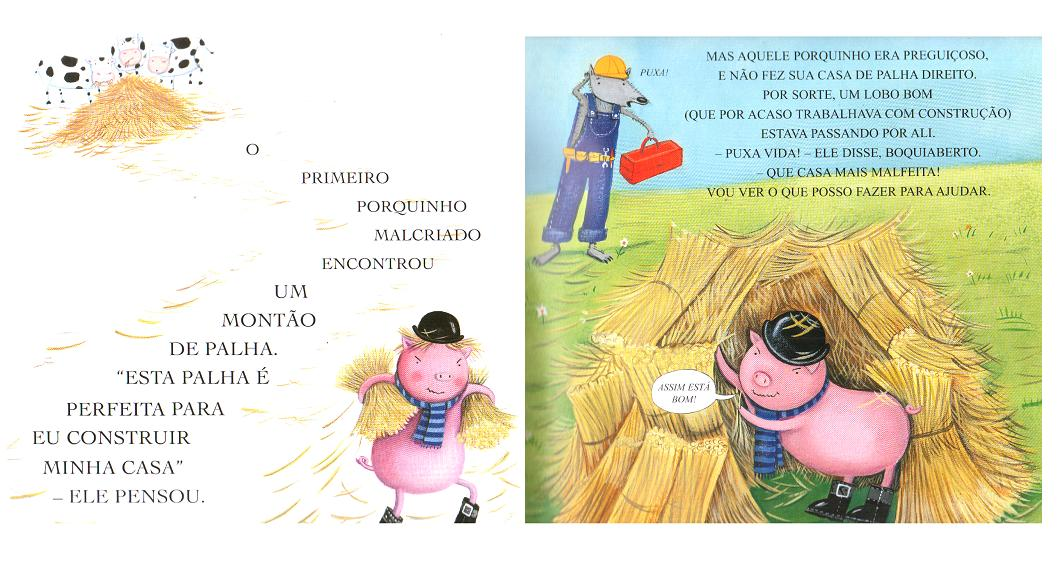 O
PRIMEIRO
PORQUINHO
MALCRIADO
ENCONTROU
UM
MONTÃO
DE PALHA.
“ESTA PALHA É
PERFEITA PARA
EU CONSTRUIR
MINHA CASA”
– ELE PENSOU.
PUXA!
MAS AQUELE PORQUINHO ERA PREGUIÇOSO,
E NÃO FEZ SUA CASA DE PALHA DIREITO.
POR SORTE, UM LOBO BOM
(QUE POR ACASO TRABALHAVA COM CONSTRUÇÃO)
ESTAVA PASSANDO POR ALI.
– PUXA VIDA! – ELE DISSE, BOQUIABERTO.
– QUE CASA MAIS MALFEITA!
VOU VER O QUE POSSO FAZER PARA AJUDAR.
ASSIM ESTÁ
BOM!